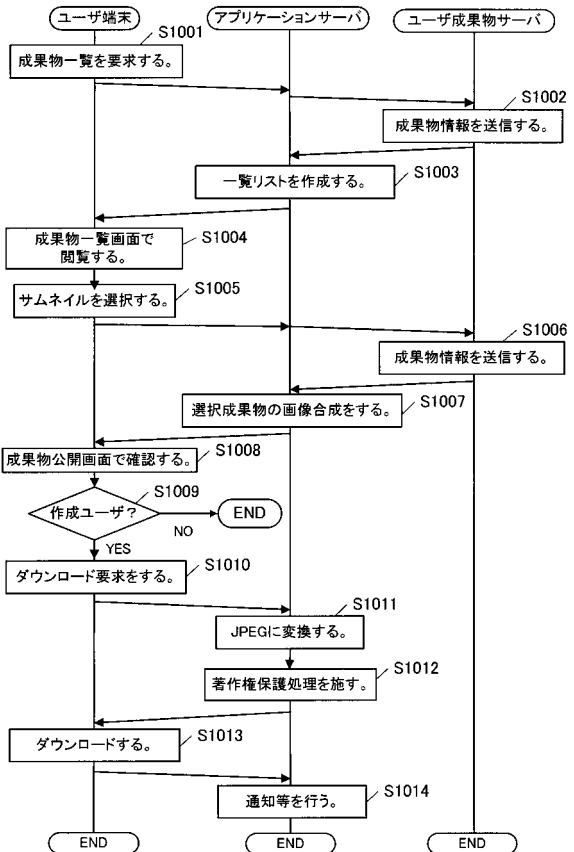 ユーザ端末
アプリケーションサーバ
ユーザ成果物サーバ
S1001
成果物一覧を要求する。
S1002
成果物情報を送信する。
S1003
一覧リストを作成する。
S1004
成果物一覧画面で
閲覧する。
S1005
サムネイルを選択する。
S1006
成果物情報を送信する。
S1007
選択成果物の画像合成をする。
S1008
成果物公開画面で確認する。
S1009
作成ユーザ?
NO
END
YES
S1010
ダウンロード要求をする。
S1011
JPEGに変換する。
S1012
著作権保護処理を施す。
S1013
ダウンロードする。
S1014
通知等を行う。
END
END
END